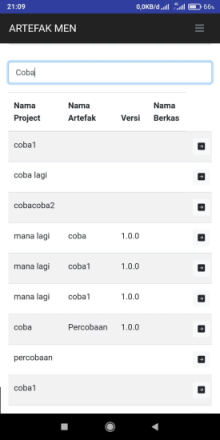 21:09
0,0KB/d
66%
ARTEFAK MEN
Coba
Nama Project Nama Artefak Versi Nama Berkas
coba1
coba lagi
cobacoba2
mana lagi coba 1.0.0
mana lagi coba1 1.0.0
mana lagi coba1 1.0.0
coba Percobaan 1.0.0
percobaan
coba1